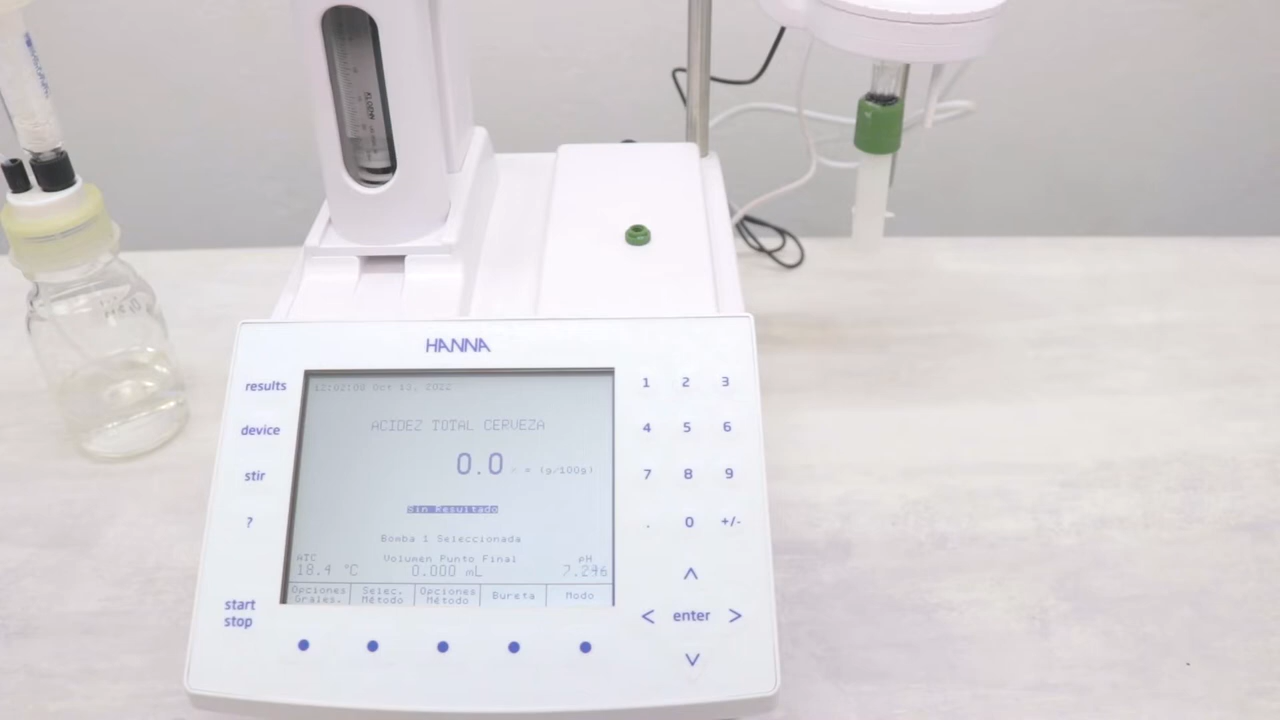 HANNA
results
device
stir
?
start
stop
12:02:08 Oct 13, 2022
ACIDEZ TOTAL CERVEZA
0.0 % = (g/100g)
Sin Resultado
Bomba 1 Seleccionada
ATC Volumen Punto Final pH
18.4 °C 0.000 mL 7.246
Opciones Grales.
Selec. Método
Opciones Método
Bureta
Modo
1 2 3
4 5 6
7 8 9
. 0 +/-
enter